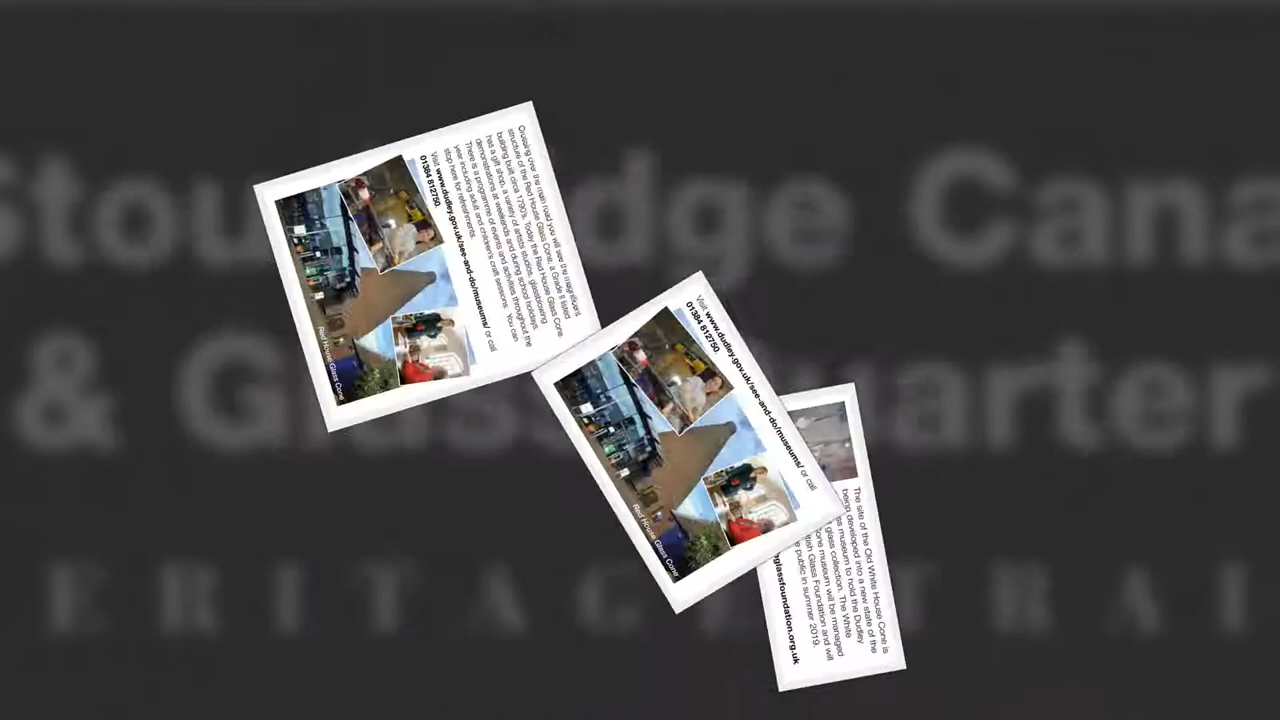 Stou dge Cana
& Glass Quarter
R I T A G T R A I
Cruising over the main road you will see the magnificent
structure of the Red House Glass Cone, a Grade II listed
building built circa 1790's. Today the Red House Glass Cone
has a gift shop, a variety of artists studios, glassblowing
demonstrations at weekends and during school holidays.
There is a programme of events and activities throughout the
year including adult and children's craft sessions. You can
stop here for refreshments.
Visit www.dudley.gov.uk/see-and-do/museums/ or call
01384 812750.
Red House Glass Cone
Visit www.dudley.gov.uk/see-and-do/museums/ or call
01384 812750.
Red House Glass Cone
The site of the Old White House Cone is
being developed into a new state of the
as museum to hold the Dudley
glass collection. The White
Cone museum will be managed
tish Glass Foundation and will
public in summer 2019.
glassfoundation.org.uk